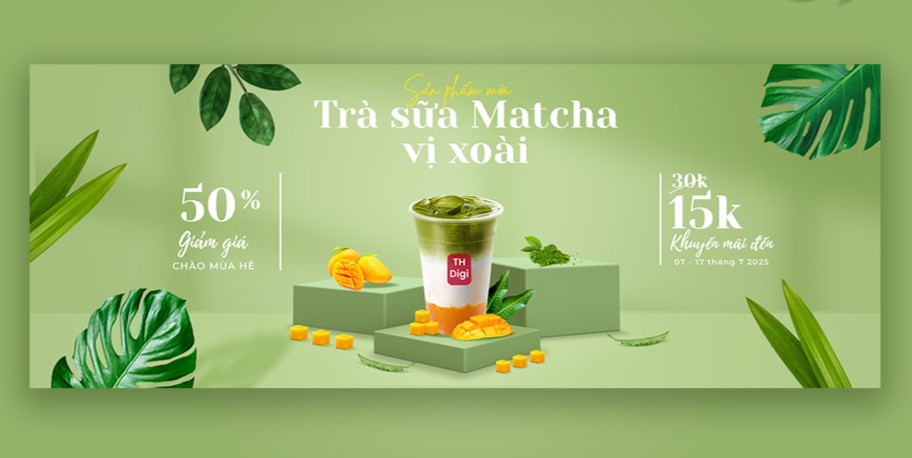 Sản phẩm mới
Trà sữa Matcha
vị xoài
50%
Giảm giá
CHÀO MÙA HÈ
TH
Digi
30k
15k
Khuyến mãi đến
07 - 17 tháng 7 2025